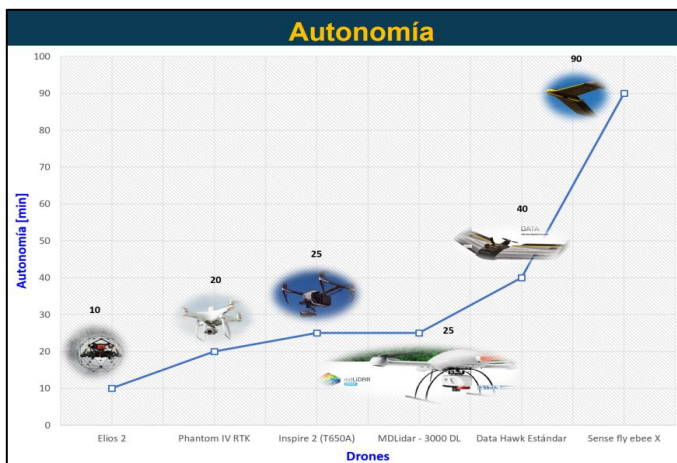 Autonomía
100
90
80
70
60
50
40
30
20
10
0
Autonomía [min]
10
20
25
25
40
90
DATA
mdLiDAR
Elios 2
Phantom IV RTK
Inspire 2 (T650A)
MDLidar - 3000 DL
Data Hawk Estándar
Sense fly ebee X
Drones